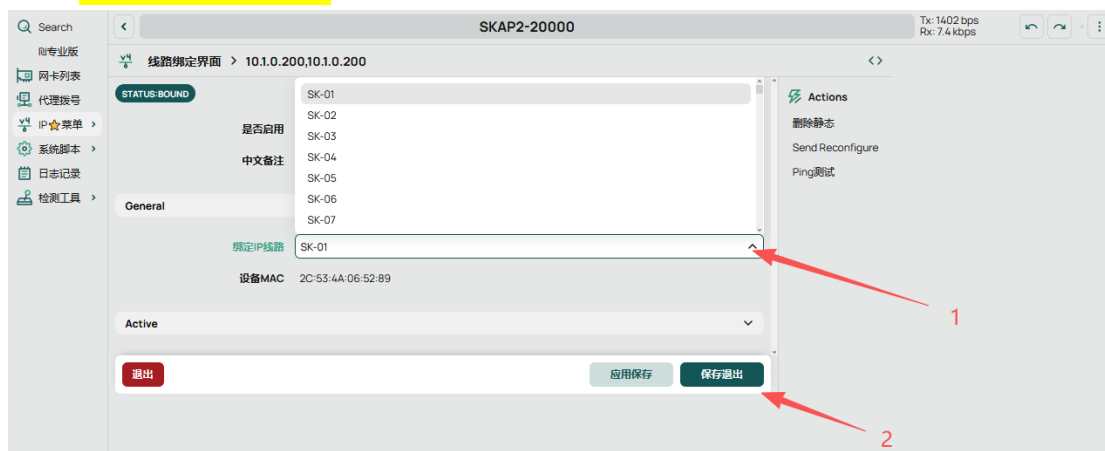 Search
专业版
网卡列表
代理拨号
IP⭐菜单
系统脚本
日志记录
检测工具
SKAP2-20000
Tx: 1402 bps
Rx: 7.4 kbps
线路绑定界面 > 10.1.0.200,10.1.0.200
<>
STATUS:BOUND
是否启用
中文备注
SK-01
SK-02
SK-03
SK-04
SK-05
SK-06
SK-07
General
绑定IP线路
SK-01
设备MAC
2C:53:4A:06:52:89
Active
退出
应用保存
保存退出
Actions
删除静态
Send Reconfigure
Ping测试
1
2